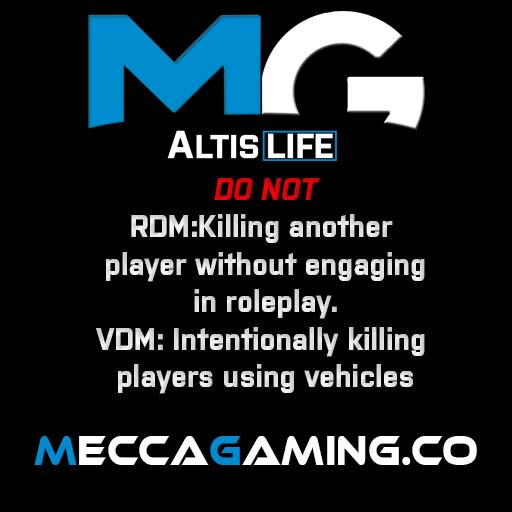 MG
ALTIS LIFE
DO NOT
RDM:Killing another
player without engaging
in roleplay.
VDM: Intentionally killing
players using vehicles
MECCAGAMING.CO